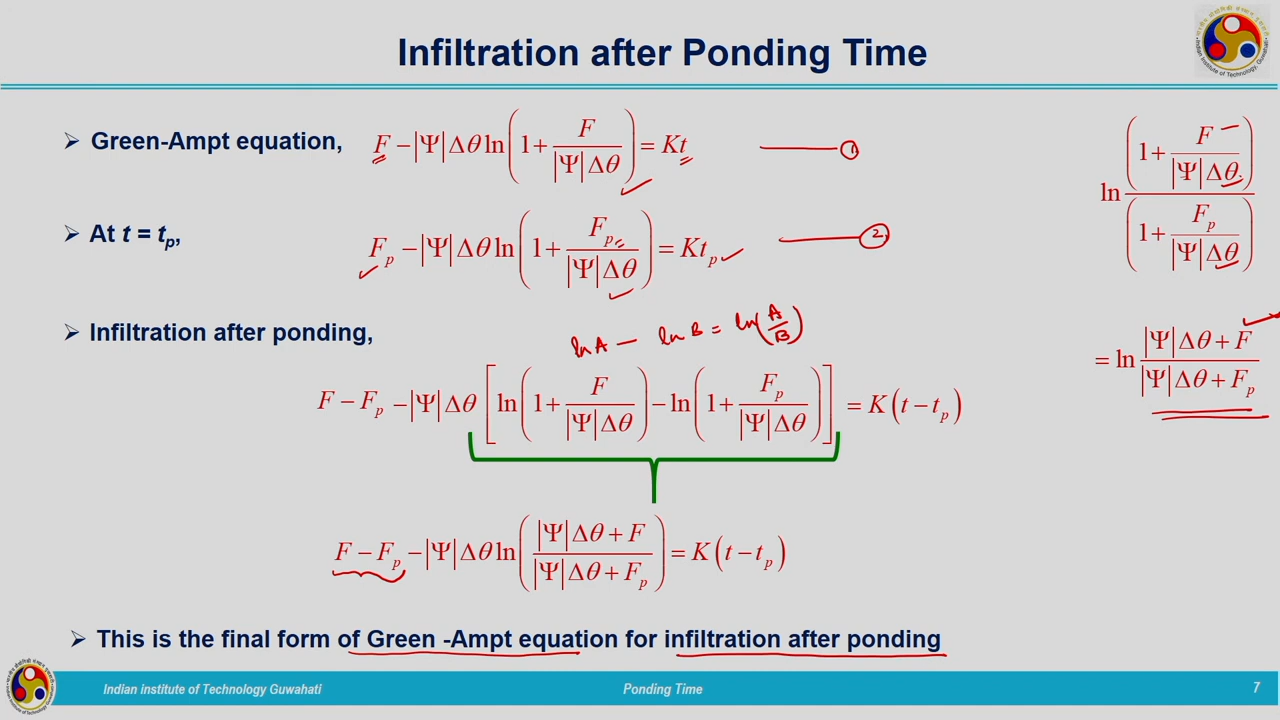 Infiltration after Ponding Time
➢ Green-Ampt equation, F − |Ψ|Δθ ln(1 + F/(|Ψ|Δθ)) = Kt ——— ①
➢ At t = tₚ, Fₚ − |Ψ|Δθ ln(1 + Fₚ/(|Ψ|Δθ)) = Ktₚ ——— ②
ln (1 + F/(|Ψ|Δθ)) / (1 + Fₚ/(|Ψ|Δθ))
➢ Infiltration after ponding,
ln A − ln B = ln(A/B)
= ln (|Ψ|Δθ + F)/(|Ψ|Δθ + Fₚ)
F − Fₚ − |Ψ|Δθ [ln(1 + F/(|Ψ|Δθ)) − ln(1 + Fₚ/(|Ψ|Δθ))] = K(t − tₚ)
F − Fₚ − |Ψ|Δθ ln((|Ψ|Δθ + F)/(|Ψ|Δθ + Fₚ)) = K(t − tₚ)
➢ This is the final form of Green -Ampt equation for infiltration after ponding
Indian institute of Technology Guwahati
Ponding Time
7